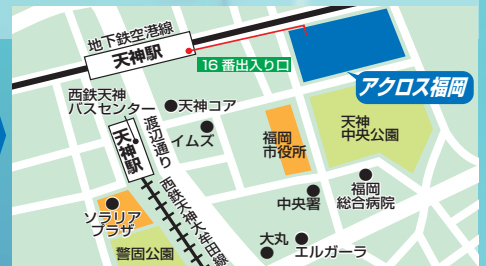 地下鉄空港線
天神駅
16番出入り口
アクロス福岡
西鉄天神
バスセンター
天神コア
イムズ
渡辺通り
天神駅
福岡
市役所
天神
中央公園
中央署
福岡
総合病院
ソラリア
プラザ
西鉄天神大牟田線
警固公園
大丸
エルガーラ